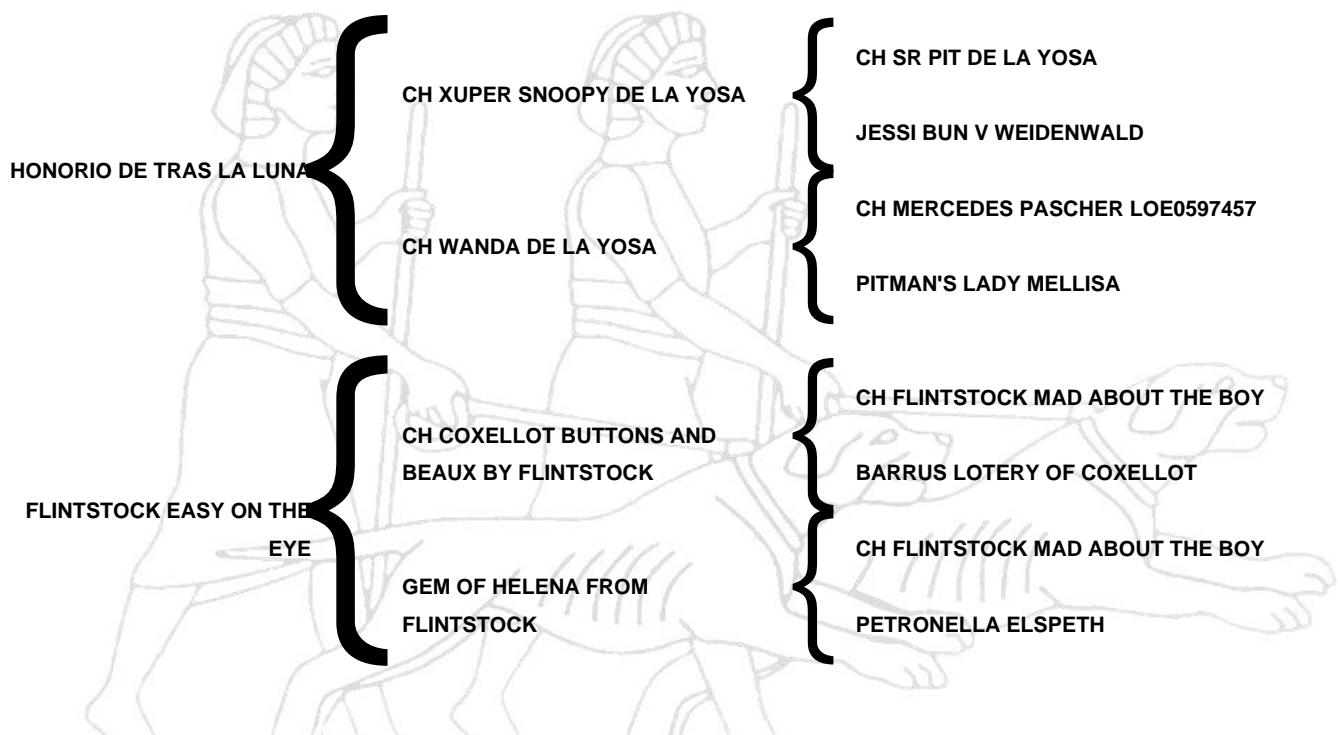 HONORIO DE TRAS LA LUNA
CH XUPER SNOOPY DE LA YOSA
CH SR PIT DE LA YOSA
JESSI BUN V WEIDENWALD
CH WANDA DE LA YOSA
CH MERCEDES PASCHER LOE0597457
PITMAN'S LADY MELLISA
FLINTSTOCK EASY ON THE
EYE
CH COXELLOT BUTTONS AND
BEAUX BY FLINTSTOCK
CH FLINTSTOCK MAD ABOUT THE BOY
BARRUS LOTERY OF COXELLOT
GEM OF HELENA FROM
FLINTSTOCK
CH FLINTSTOCK MAD ABOUT THE BOY
PETRONELLA ELSPETH